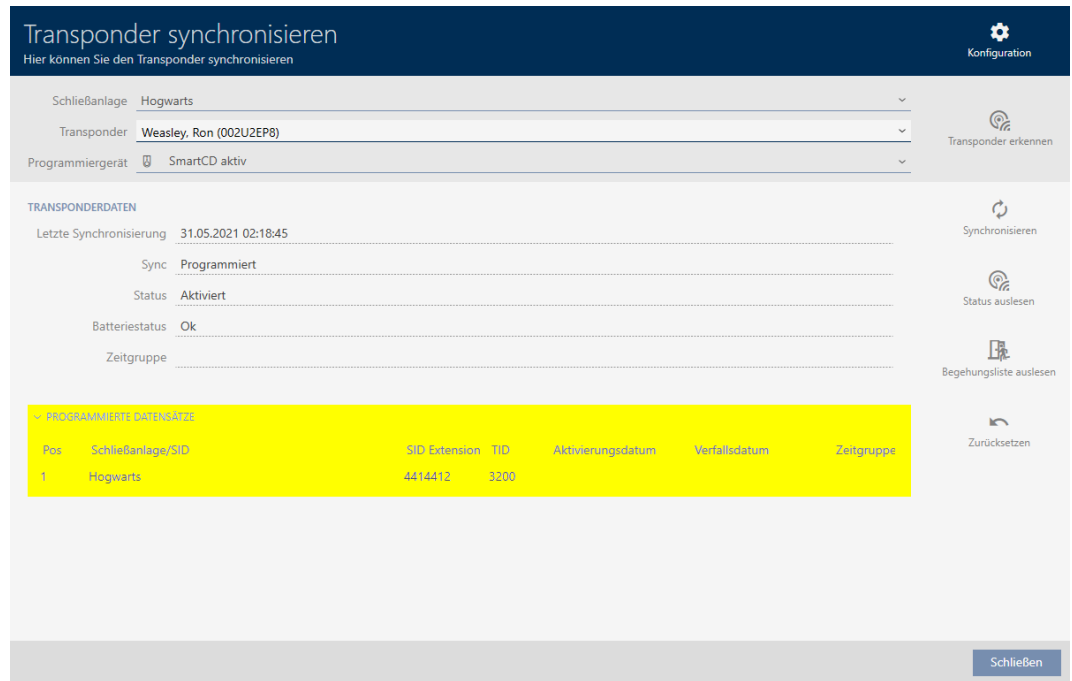 Transponder synchronisieren
Hier können Sie den Transponder synchronisieren
Konfiguration
Schließanlage Hogwarts
Transponder Weasley, Ron (002U2EP8)
Programmiergerät SmartCD aktiv
Transponder erkennen
TRANSPONDERDATEN
Letzte Synchronisierung 31.05.2021 02:18:45
Sync Programmiert
Status Aktiviert
Batteriestatus Ok
Zeitgruppe
Synchronisieren
Status auslesen
Begehungsliste auslesen
Zurücksetzen
PROGRAMMIERTE DATENSÄTZE
Pos Schließanlage/SID SID Extension TID Aktivierungsdatum Verfallsdatum Zeitgruppe
1 Hogwarts 4414412 3200
Schließen